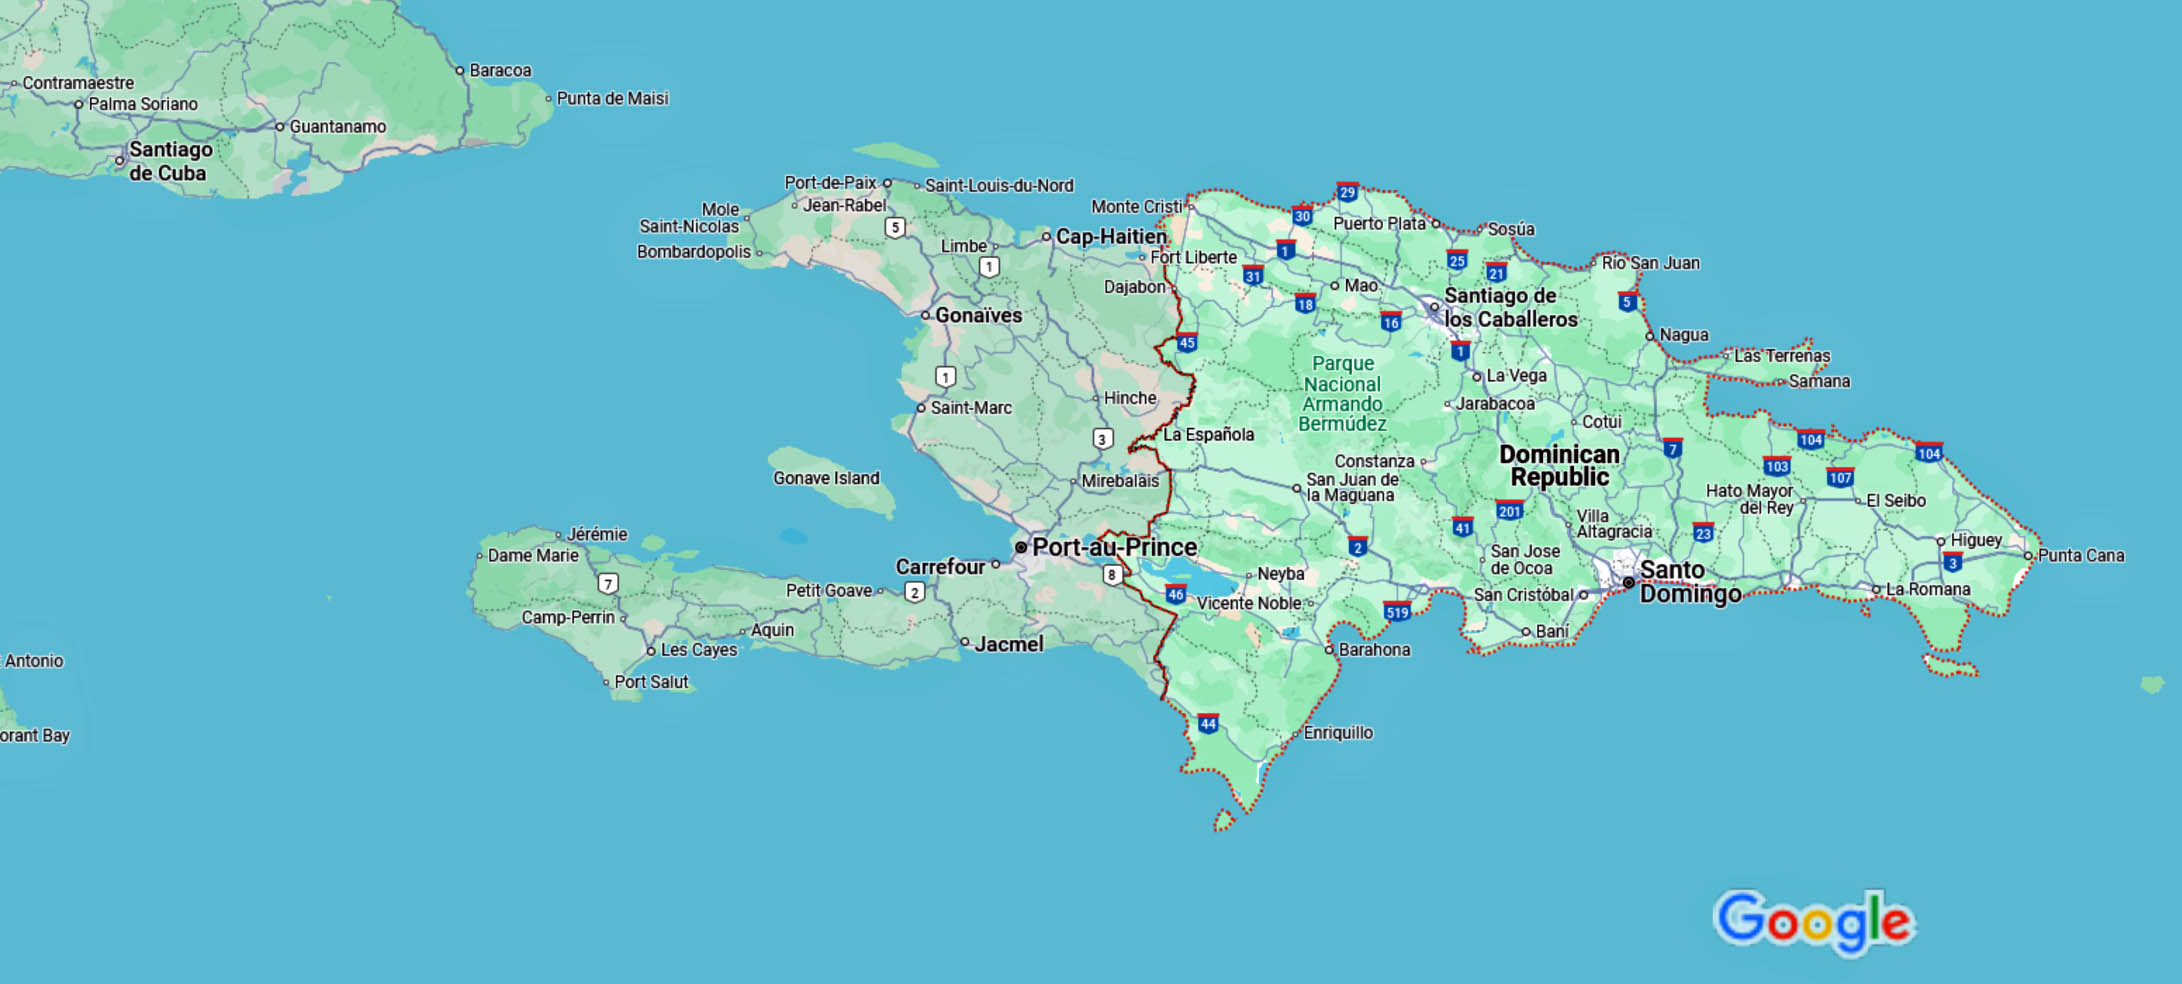 Baracoa
Contramaestre
Punta de Maisi
Palma Soriano
Guantanamo
Santiago
de Cuba
Port-de-Paix
Saint-Louis-du-Nord
Jean-Rabel
Mole
Saint-Nicolas
Bombardopolis
5
Limbe
1
Cap-Haitien
Fort Liberte
Monte Cristi
Dajabon
29
30
Puerto Plata
Sosúa
1
25
21
31
Rio San Juan
Mao
18
Santiago de
los Caballeros
5
16
Gonaïves
45
Nagua
1
Parque
Nacional
Armando
Bermúdez
Las Terrenas
Samana
La Vega
1
Saint-Marc
Hinche
Jarabacoa
Cotui
3
La Española
104
104
7
Dominican
Republic
Constanza
103
107
Gonave Island
Mirebalais
San Juan de
la Maguana
Hato Mayor
del Rey
El Seibo
201
41
Villa
Altagracia
23
Jérémie
Dame Marie
Port-au-Prince
2
Higuey
Punta Cana
San Jose
de Ocoa
3
Carrefour
8
Neyba
Santo
Domingo
7
Petit Goave
2
46
Vicente Noble
519
San Cristóbal
La Romana
Camp-Perrin
Aquin
Bani
Les Cayes
Jacmel
Barahona
Antonio
Port Salut
44
Enriquillo
orant Bay
Google